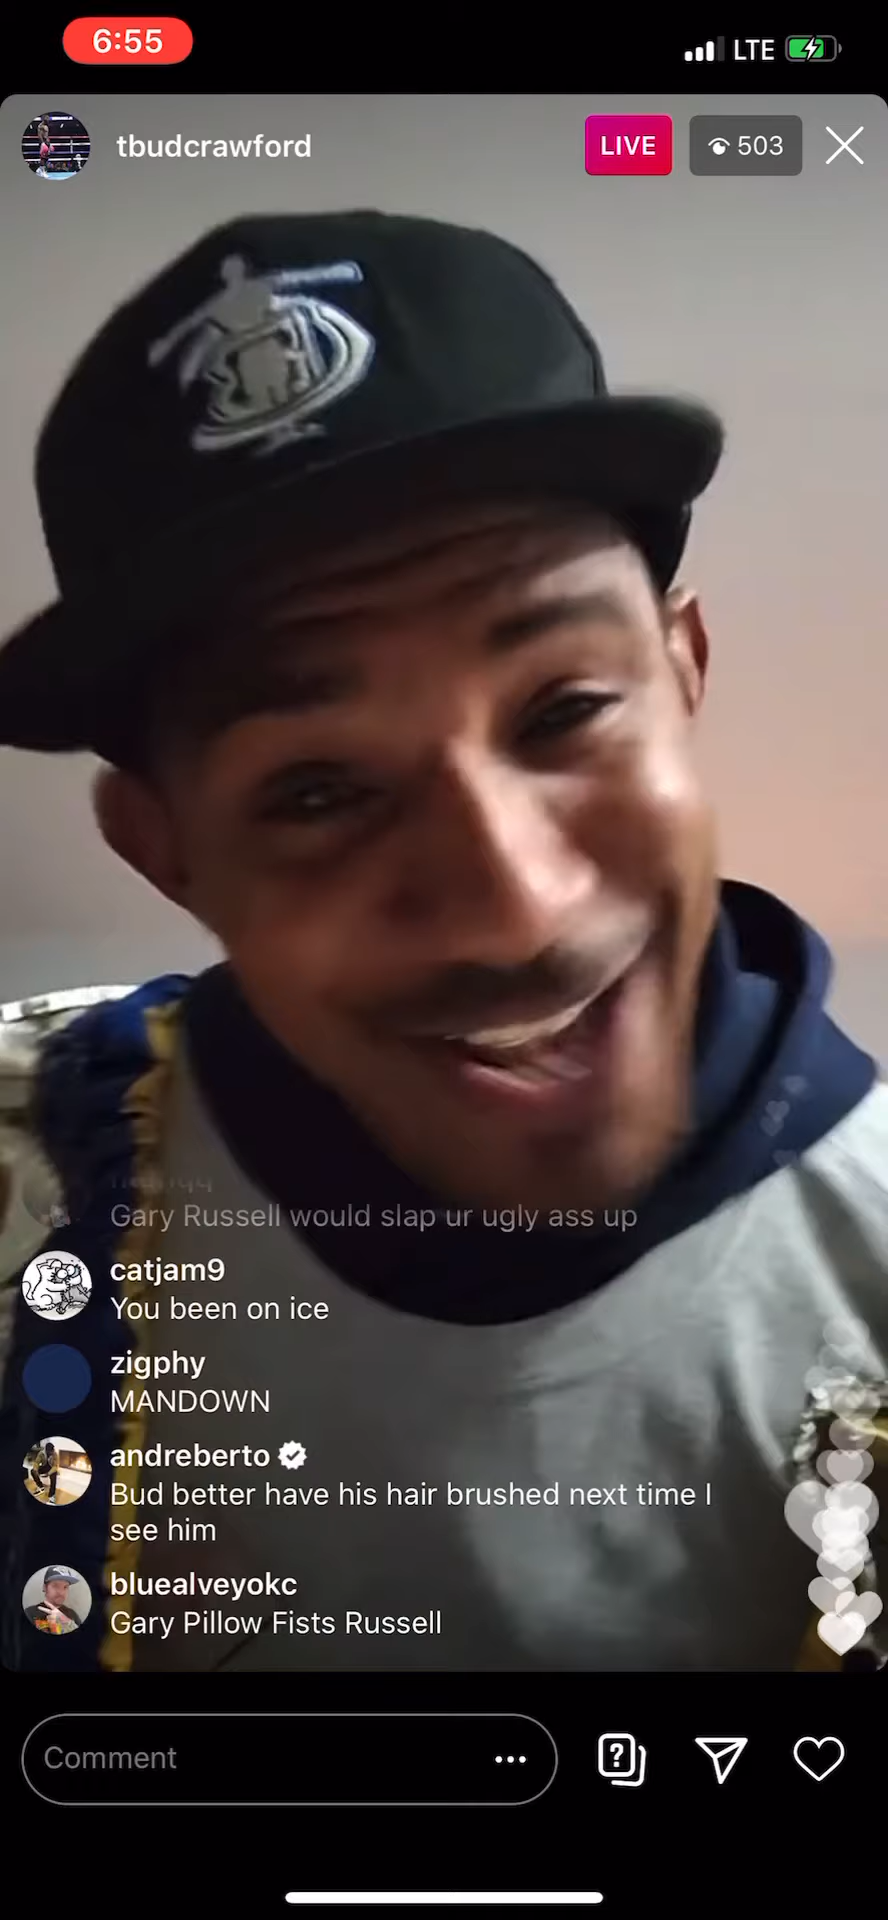 6:55
LTE
tbudcrawford
LIVE
503
Gary Russell would slap ur ugly ass up
catjam9
You been on ice
zigphy
MANDOWN
andreberto
Bud better have his hair brushed next time I
see him
bluealveyokc
Gary Pillow Fists Russell
Comment